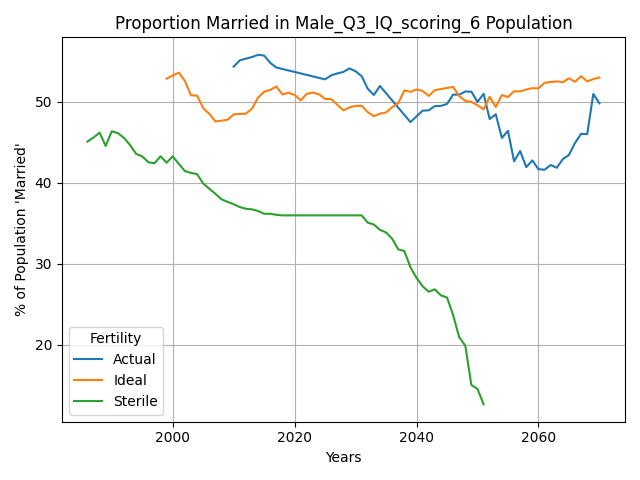 Proportion Married in Male_Q3_IQ_scoring_6 Population
% of Population 'Married'
50
40
30
20
Fertility
Actual
Ideal
Sterile
2000
2020
2040
2060
Years